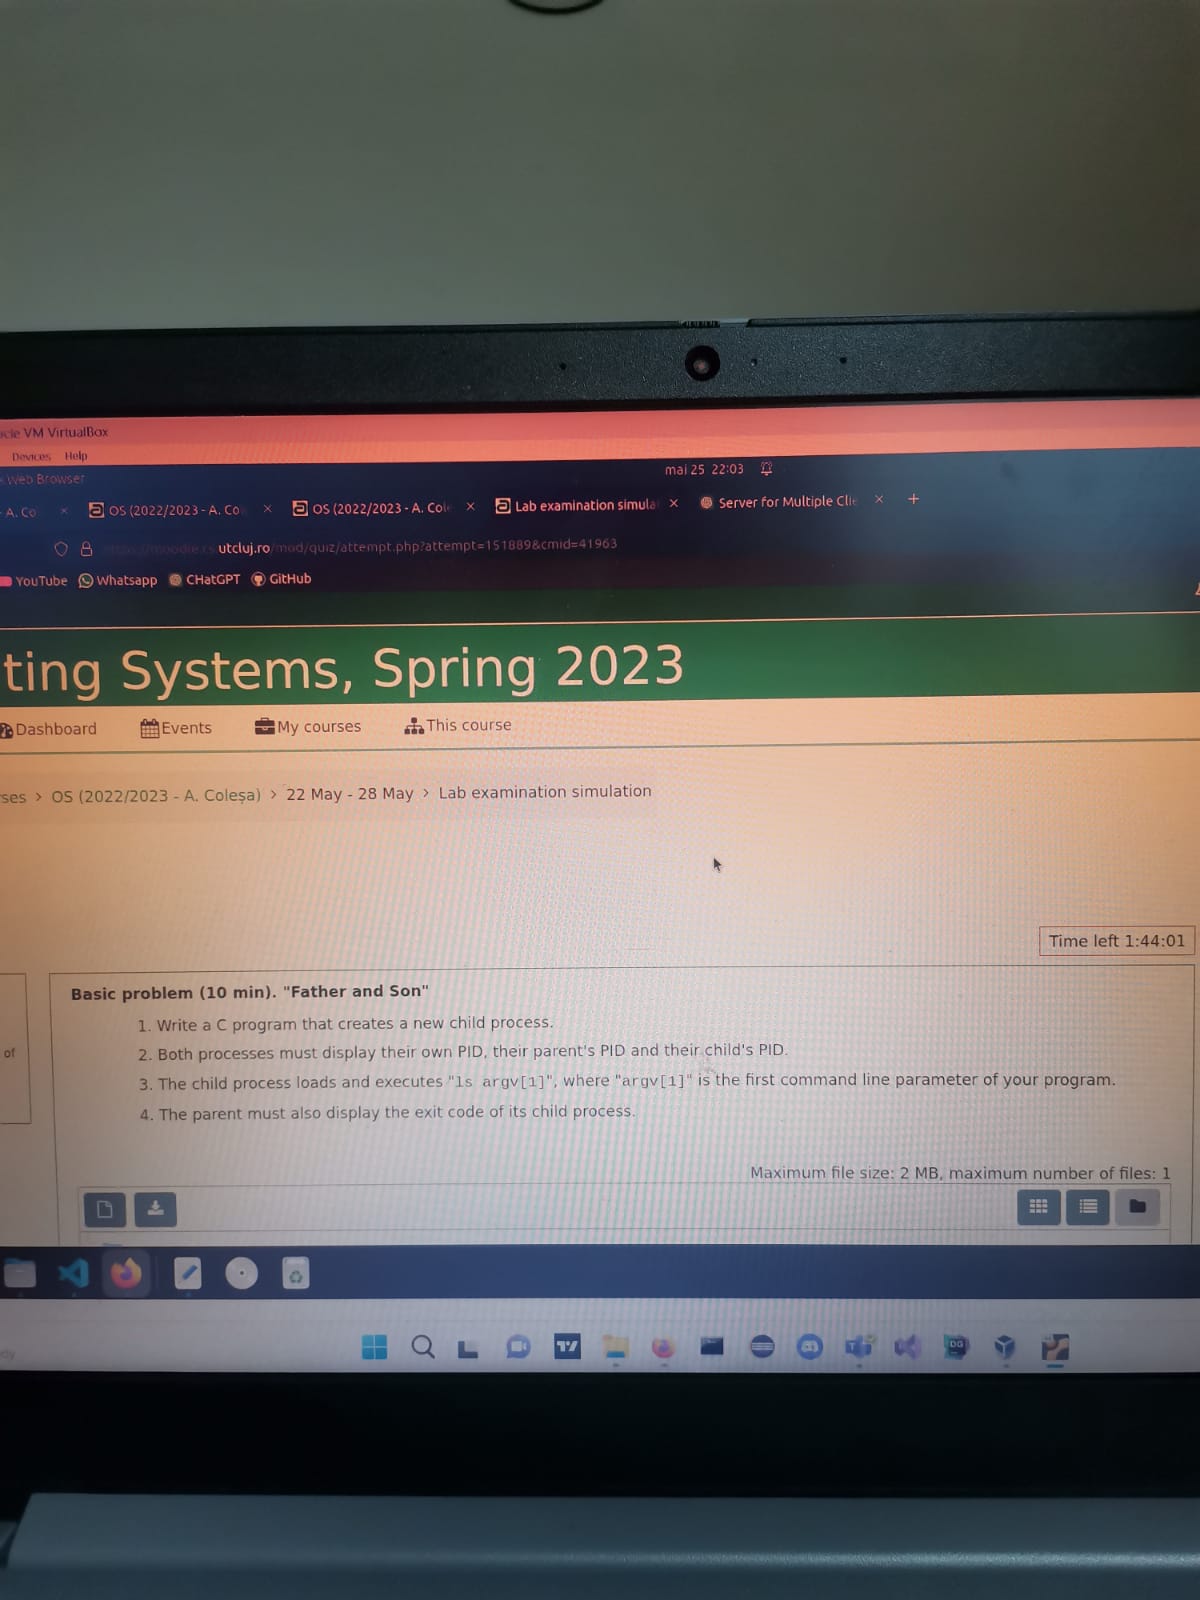 VM VirtualBox
Devices Help
Web Browser
mai 25 22:03
A. Co
OS (2022/2023 - A. Co
OS (2022/2023 - A. Cole
Lab examination simula
Server for Multiple Clie
utcluj.ro/mod/quiz/attempt.php?attempt=151889&cmid=41963
YouTube Whatsapp CHatGPT GitHub
ting Systems, Spring 2023
Dashboard Events My courses This course
ses > OS (2022/2023 - A. Coleșa) > 22 May - 28 May > Lab examination simulation
Time left 1:44:01
Basic problem (10 min). "Father and Son"
of
1. Write a C program that creates a new child process.
2. Both processes must display their own PID, their parent's PID and their child's PID.
3. The child process loads and executes "ls argv[1]", where "argv[1]" is the first command line parameter of your program.
4. The parent must also display the exit code of its child process.
Maximum file size: 2 MB, maximum number of files: 1
DG